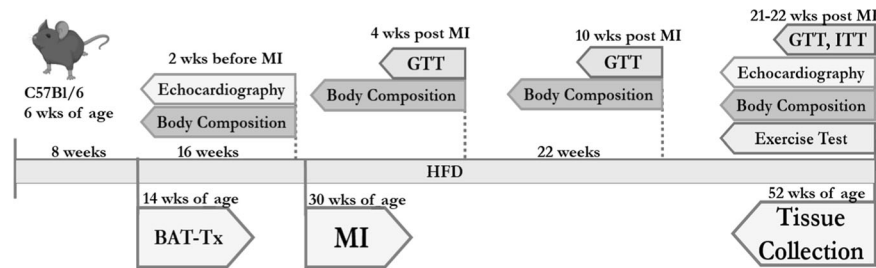 21-22 wks post MI
4 wks post MI
10 wks post MI
GTT, ITT
2 wks before MI
GTT
GTT
C57Bl/6
6 wks of age
Echocardiography
Echocardiography
Body Composition
Body Composition
Body Composition
Body Composition
Exercise Test
8 weeks
16 weeks
22 weeks
HFD
14 wks of age
30 wks of age
52 wks of age
BAT-Tx
MI
Tissue
Collection